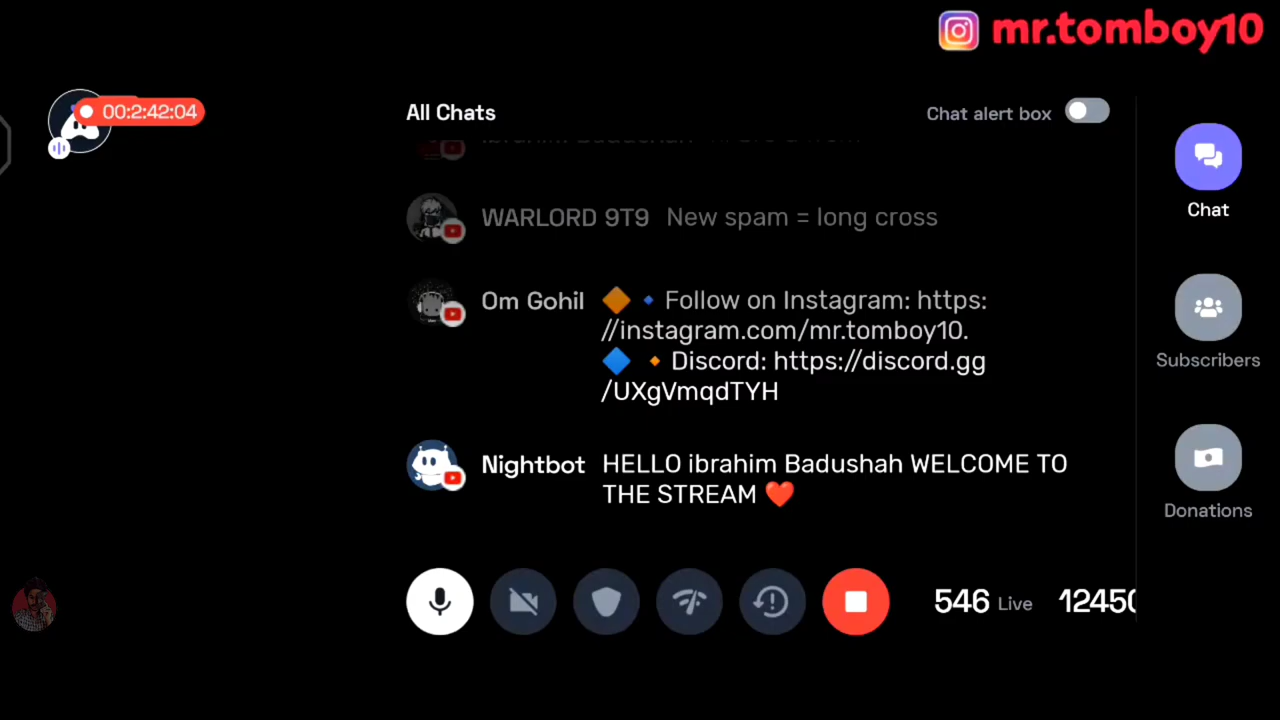 mr.tomboy10
00:2:42:04
All Chats
Chat alert box
WARLORD 9T9 New spam = long cross
Om Gohil 🔶🔹Follow on Instagram: https:
//instagram.com/mr.tomboy10.
🔷🔸Discord: https://discord.gg
/UXgVmqdTYH
Nightbot HELLO ibrahim Badushah WELCOME TO
THE STREAM ❤️
546 Live 12450
Chat
Subscribers
Donations